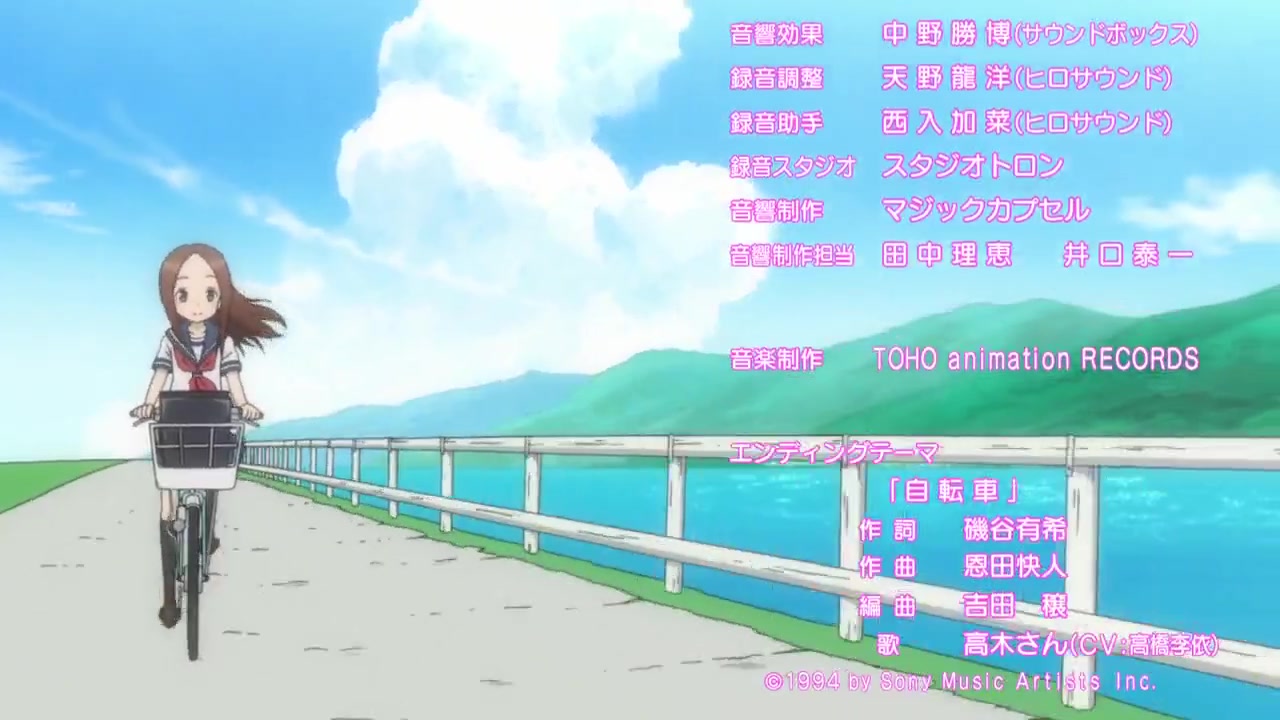 音響効果 中野勝博(サウンドボックス)
録音調整 天野龍洋(ヒロサウンド)
録音助手 西入加菜(ヒロサウンド)
録音スタジオ スタジオトロン
音響制作 マジックカプセル
音響制作担当 田中理恵 井口泰一
音楽制作 TOHO animation RECORDS
エンディングテーマ
「自転車」
作詞 磯谷有希
作曲 恩田快人
編曲 吉田穣
歌 高木さん(CV:高橋李依)
©1994 by Sony Music Artists Inc.